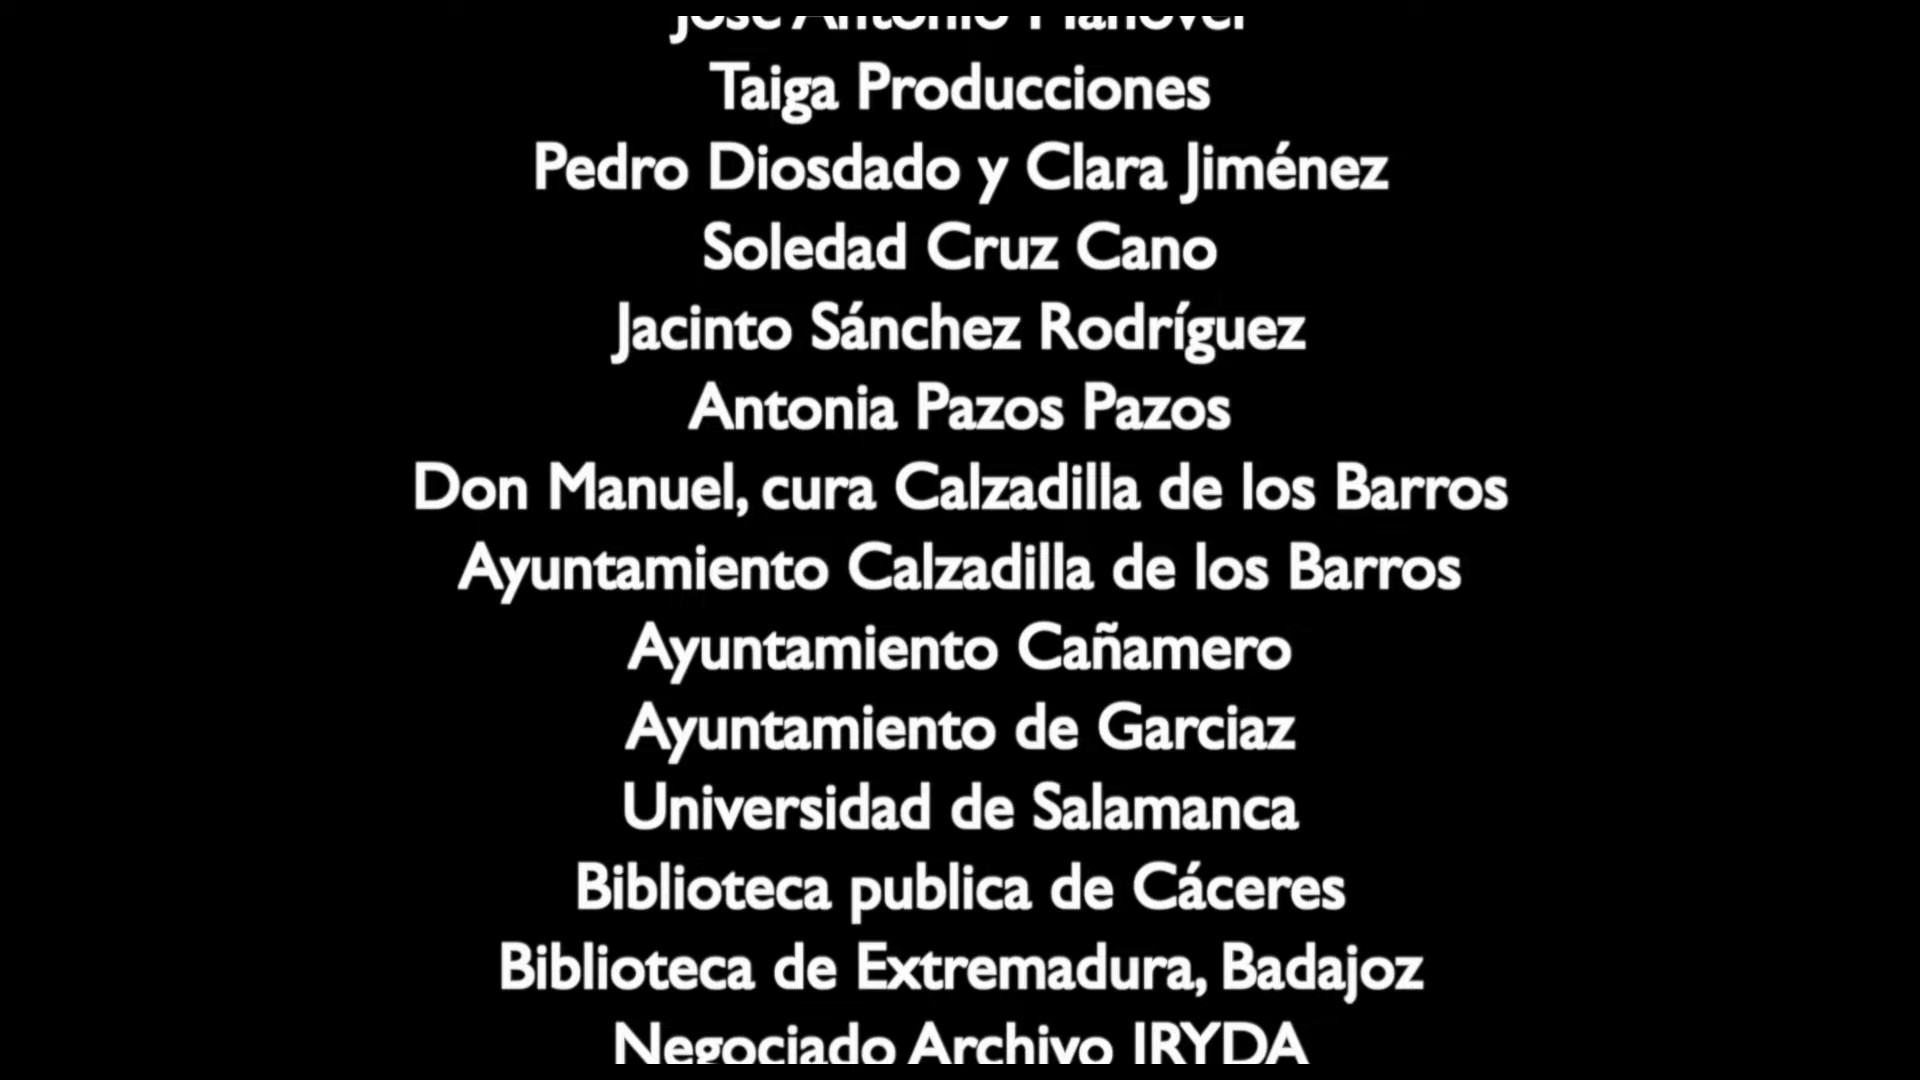 José Antonio
Taiga Producciones
Pedro Diosdado y Clara Jiménez
Soledad Cruz Cano
Jacinto Sánchez Rodríguez
Antonia Pazos Pazos
Don Manuel, cura Calzadilla de los Barros
Ayuntamiento Calzadilla de los Barros
Ayuntamiento Cañamero
Ayuntamiento de Garciaz
Universidad de Salamanca
Biblioteca publica de Cáceres
Biblioteca de Extremadura, Badajoz
Negociado Archivo IRYDA